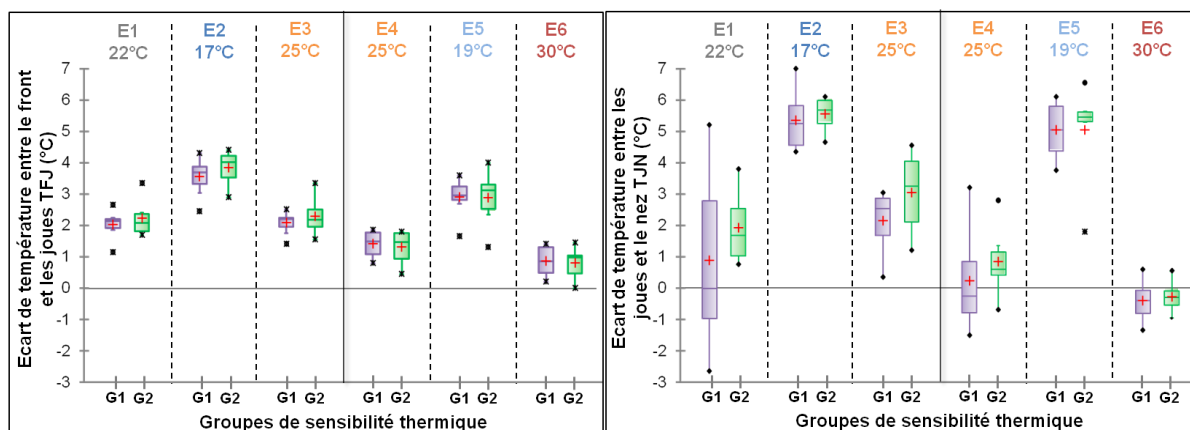 E1 E2 E3 E4 E5 E6
22°C 17°C 25°C 25°C 19°C 30°C
Ecart de température entre le front
et les joues TFJ (°C)
7
6
5
4
3
2
1
0
-1
-2
-3
G1 G2 G1 G2 G1 G2 G1 G2 G1 G2 G1 G2
Groupes de sensibilité thermique
E1 E2 E3 E4 E5 E6
22°C 17°C 25°C 25°C 19°C 30°C
Ecart de température entre les
joues et le nez TJN (°C)
7
6
5
4
3
2
1
0
-1
-2
-3
G1 G2 G1 G2 G1 G2 G1 G2 G1 G2 G1 G2
Groupes de sensibilité thermique